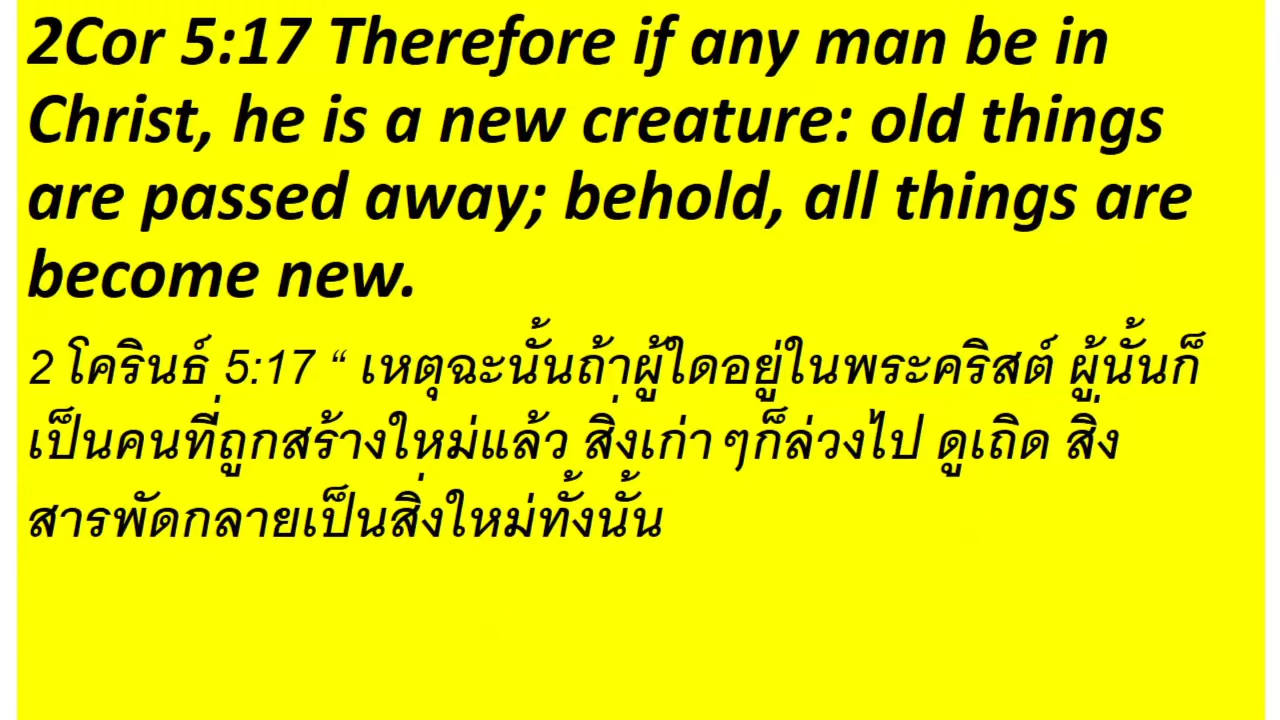 2Cor 5:17 Therefore if any man be in
Christ, he is a new creature: old things
are passed away; behold, all things are
become new.
2 โครินธ์ 5:17 “ เหตุฉะนั้นถ้าผู้ใดอยู่ในพระคริสต์ ผู้นั้นก็
เป็นคนที่ถูกสร้างใหม่แล้ว สิ่งเก่า ๆก็ล่วงไป ดูเถิด สิ่ง
สารพัดกลายเป็นสิ่งใหม่ทั้งนั้น